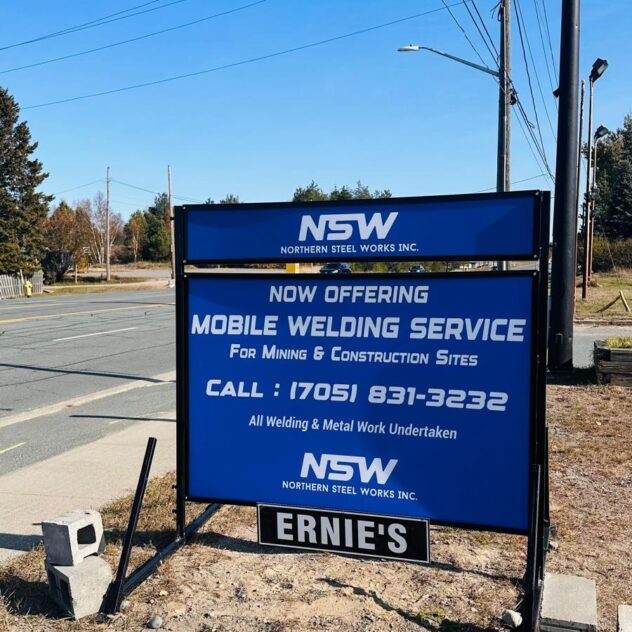 NSW
NORTHERN STEEL WORKS INC.
NOW OFFERING
MOBILE WELDING SERVICE
FOR MINING & CONSTRUCTION SITES
CALL : (705) 831-3232
All Welding & Metal Work Undertaken
NSW
NORTHERN STEEL WORKS INC.
ERNIE'S